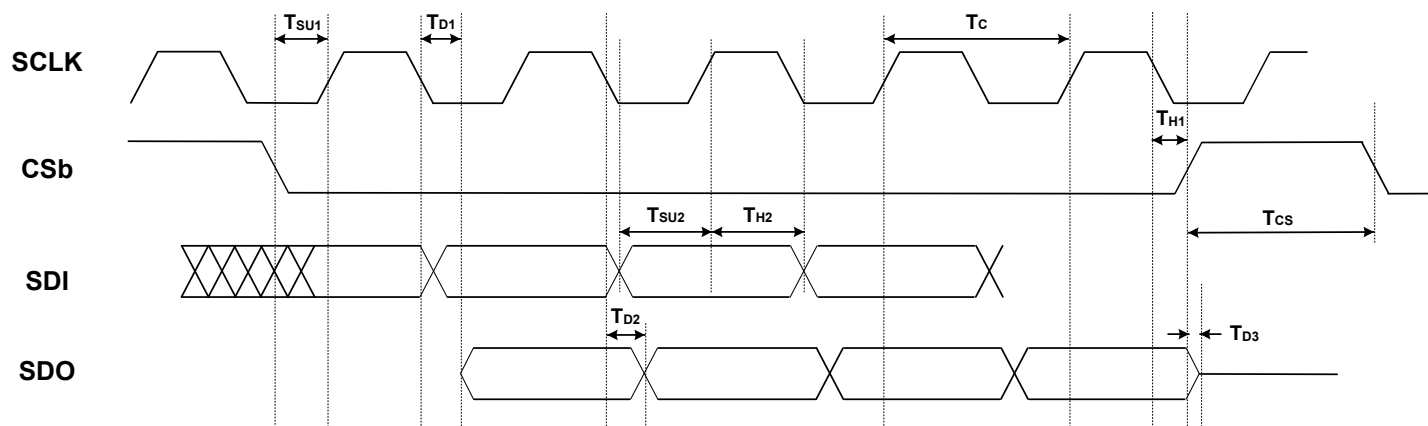 TSU1 TD1 TC
SCLK
TH1
CSb
TSU2 TH2 TCS
SDI
TD2 TD3
SDO